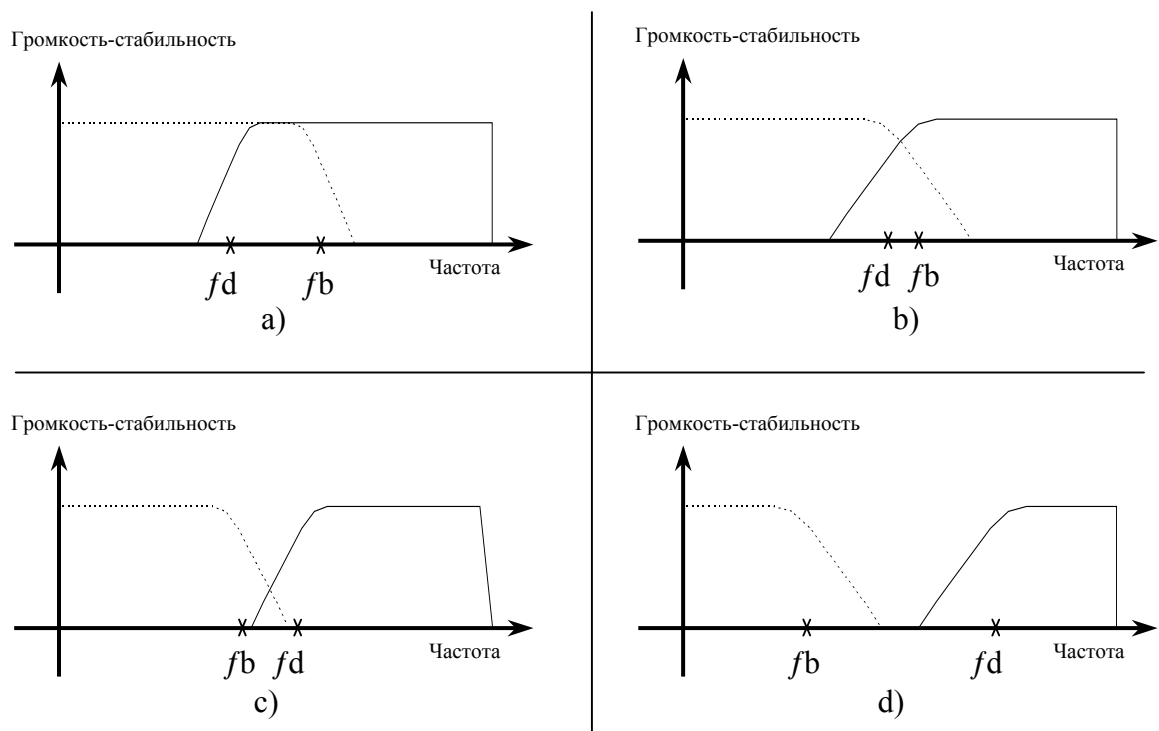 Громкость-стабильность
Частота
fd fb
a)
Громкость-стабильность
Частота
fd fb
b)
Громкость-стабильность
Частота
fb fd
c)
Громкость-стабильность
Частота
fb fd
d)